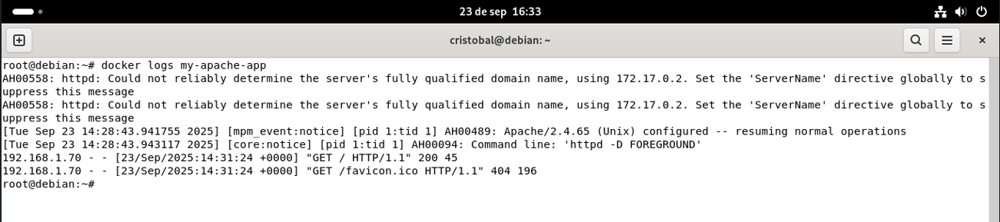 23 de sep 16:33
cristobal@debian: ~
root@debian:~# docker logs my-apache-app
AH00558: httpd: Could not reliably determine the server's fully qualified domain name, using 172.17.0.2. Set the 'ServerName' directive globally to s
uppress this message
AH00558: httpd: Could not reliably determine the server's fully qualified domain name, using 172.17.0.2. Set the 'ServerName' directive globally to s
uppress this message
[Tue Sep 23 14:28:43.941755 2025] [mpm_event:notice] [pid 1:tid 1] AH00489: Apache/2.4.65 (Unix) configured -- resuming normal operations
[Tue Sep 23 14:28:43.943117 2025] [core:notice] [pid 1:tid 1] AH00094: Command line: 'httpd -D FOREGROUND'
192.168.1.70 - - [23/Sep/2025:14:31:24 +0000] "GET / HTTP/1.1" 200 45
192.168.1.70 - - [23/Sep/2025:14:31:24 +0000] "GET /favicon.ico HTTP/1.1" 404 196
root@debian:~#